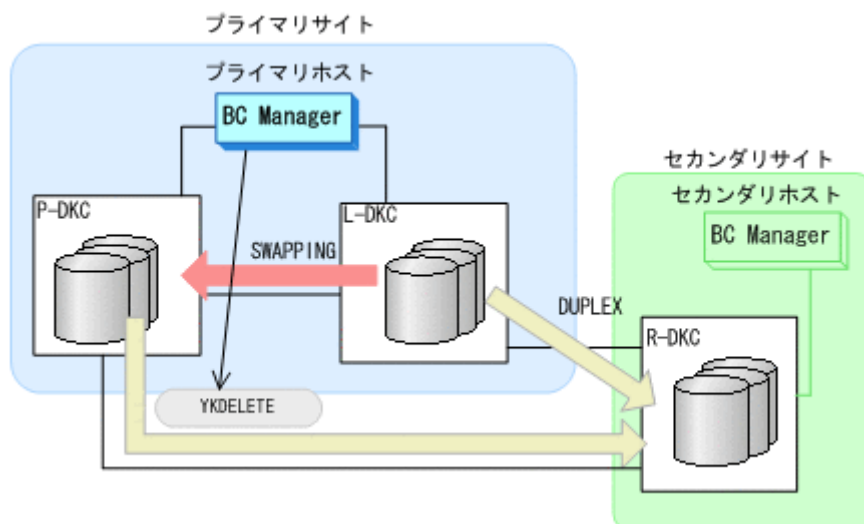 プライマリサイト
プライマリホスト
BC Manager
P-DKC
L-DKC
SWAPPING
YKDELETE
DUPLEX
セカンダリサイト
セカンダリホスト
BC Manager
R-DKC